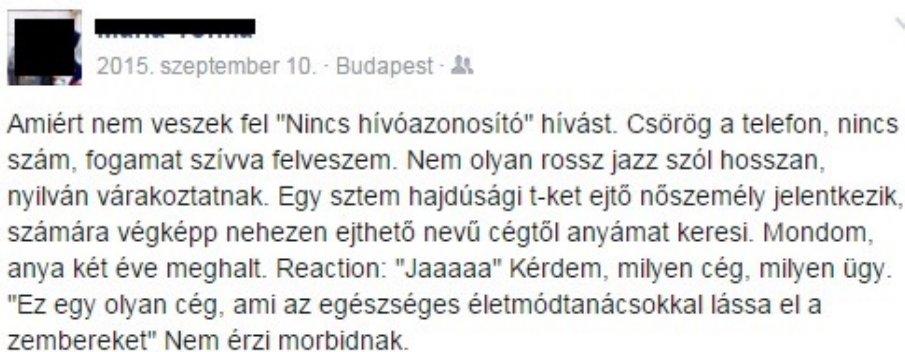 2015. szeptember 10. · Budapest ·
Amiért nem veszek fel "Nincs hívóazonosító" hívást. Csörög a telefon, nincs
szám, fogamat szívva felveszem. Nem olyan rossz jazz szól hosszan,
nyilván várakoztatnak. Egy sztem hajdúsági t-ket ejtő nőszemély jelentkezik,
számára végképp nehezen ejthető nevű cégtől anyámat keresi. Mondom,
anya két éve meghalt. Reaction: "Jaaaaa" Kérdem, milyen cég, milyen ügy.
"Ez egy olyan cég, ami az egészséges életmódtanácsokkal lássa el a
zembereket" Nem érzi morbidnak.